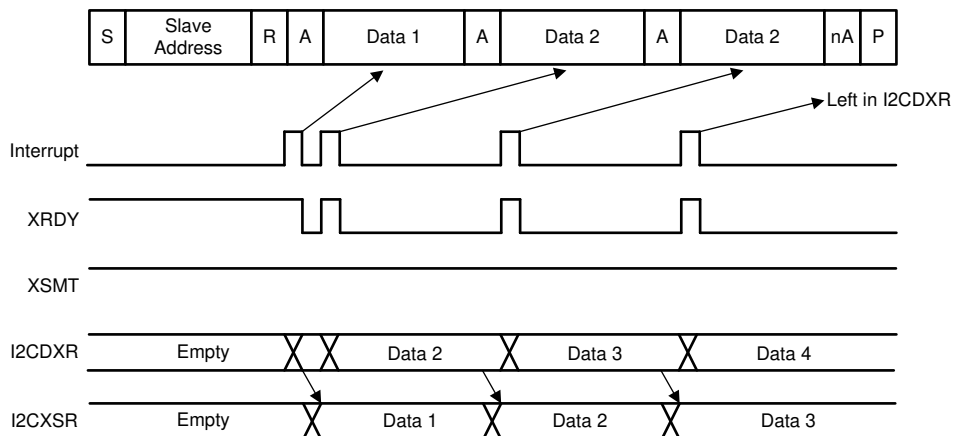 S Slave Address R A Data 1 A Data 2 A Data 2 nA P
Left in I2CDXR
Interrupt
XRDY
XSMT
I2CDXR Empty Data 2 Data 3 Data 4
I2CXSR Empty Data 1 Data 2 Data 3